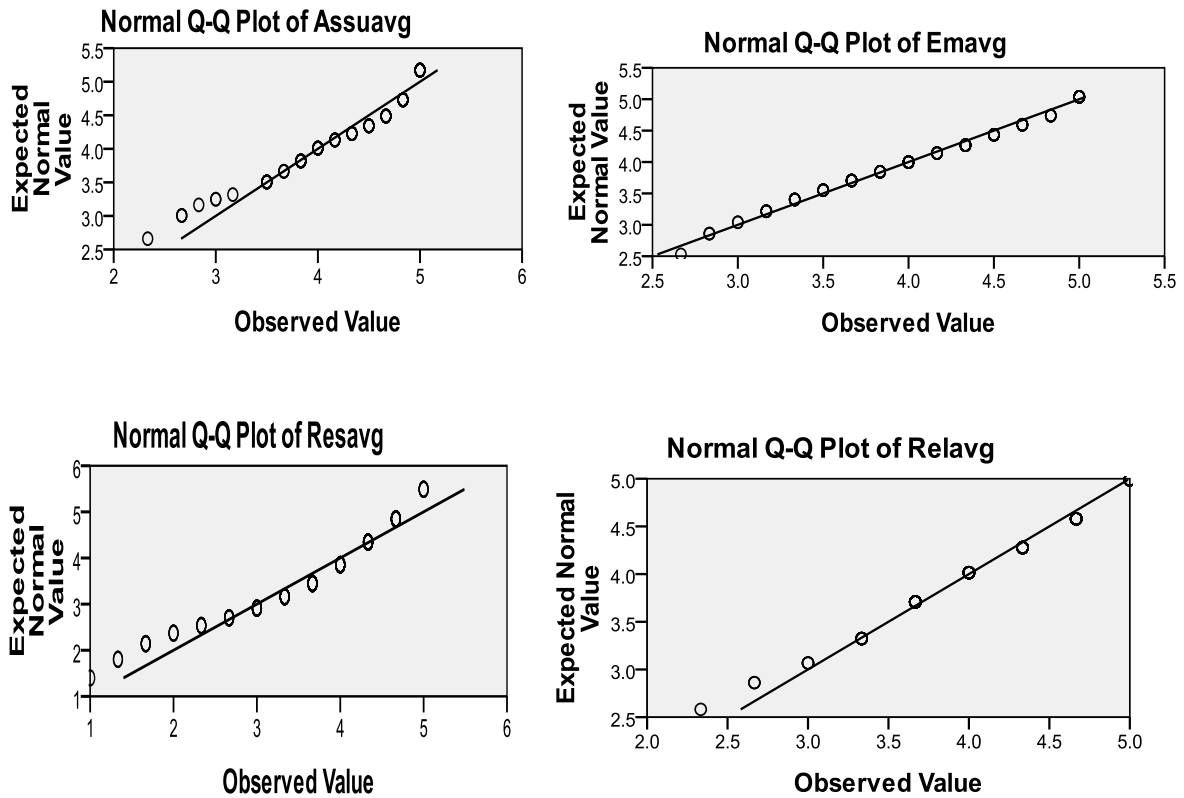 Normal Q-Q Plot of Assuavg
Expected
Normal
Value
5.5
5.0
4.5
4.0
3.5
3.0
2.5
2
3
4
5
6
Observed Value
Normal Q-Q Plot of Emavg
Expected
Normal Value
5.5
5.0
4.5
4.0
3.5
3.0
2.5
2.5
3.0
3.5
4.0
4.5
5.0
5.5
Observed Value
Normal Q-Q Plot of Resavg
Expected
Normal
Value
6
5
4
3
2
1
1
2
3
4
5
6
Observed Value
Normal Q-Q Plot of Relavg
Expected Normal
Value
5.0
4.5
4.0
3.5
3.0
2.5
2.0
2.5
3.0
3.5
4.0
4.5
5.0
Observed Value